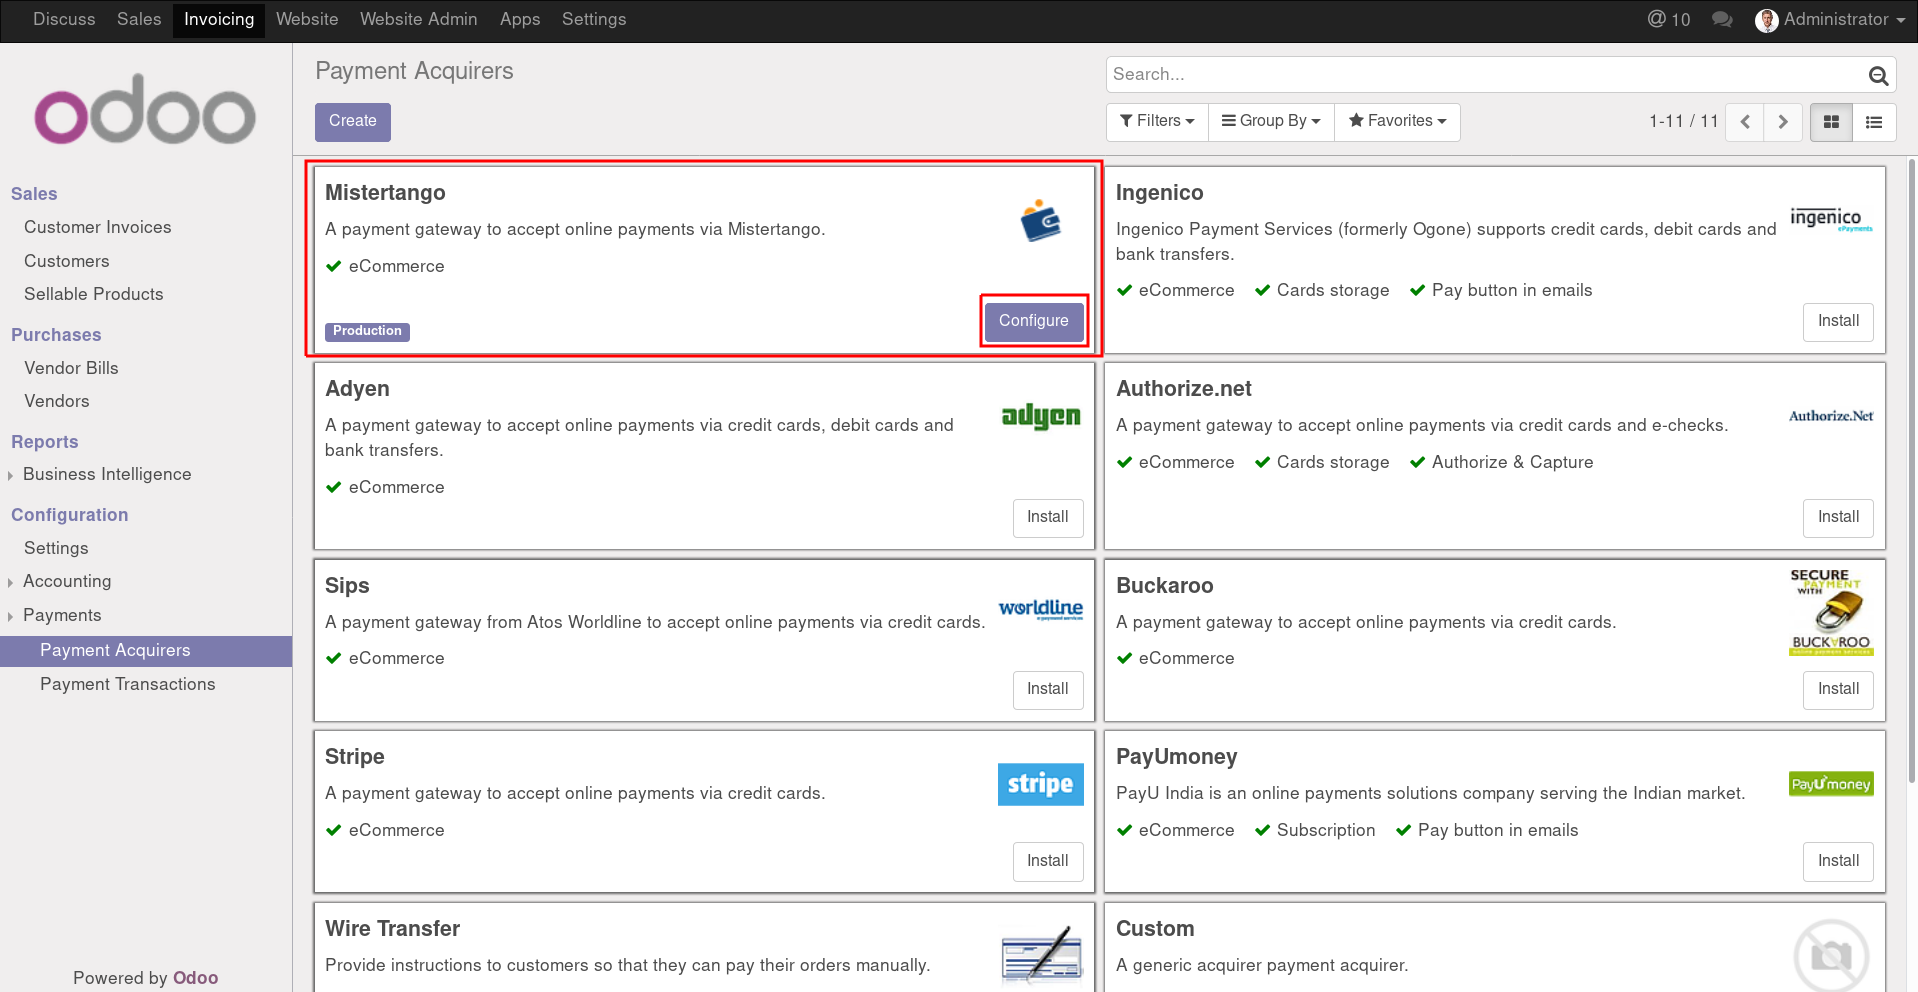 Discuss Sales Invoicing Website Website Admin Apps Settings @ 10 Administrator
odoo
Sales
Customer Invoices
Customers
Sellable Products
Purchases
Vendor Bills
Vendors
Reports
Business Intelligence
Configuration
Settings
Accounting
Payments
Payment Acquirers
Payment Transactions
Powered by Odoo
Payment Acquirers
Search...
Create
Filters Group By Favorites 1-11 / 11
Mistertango
A payment gateway to accept online payments via Mistertango.
eCommerce
Production
Configure
Ingenico
Ingenico Payment Services (formerly Ogone) supports credit cards, debit cards and
bank transfers.
ingenico
ePayments
eCommerce Cards storage Pay button in emails
Install
Adyen
A payment gateway to accept online payments via credit cards, debit cards and
bank transfers.
adyen
eCommerce
Install
Authorize.net
A payment gateway to accept online payments via credit cards and e-checks.
Authorize.Net
eCommerce Cards storage Authorize & Capture
Install
Sips
A payment gateway from Atos Worldline to accept online payments via credit cards.
worldline
e-payment services
eCommerce
Install
Buckaroo
A payment gateway to accept online payments via credit cards.
SECURE
PAYMENT
WITH
BUCKAROO
online payment services
eCommerce
Install
Stripe
A payment gateway to accept online payments via credit cards.
stripe
eCommerce
Install
PayUmoney
PayU India is an online payments solutions company serving the Indian market.
PayUmoney
eCommerce Subscription Pay button in emails
Install
Wire Transfer
Provide instructions to customers so that they can pay their orders manually.
Custom
A generic acquirer payment acquirer.